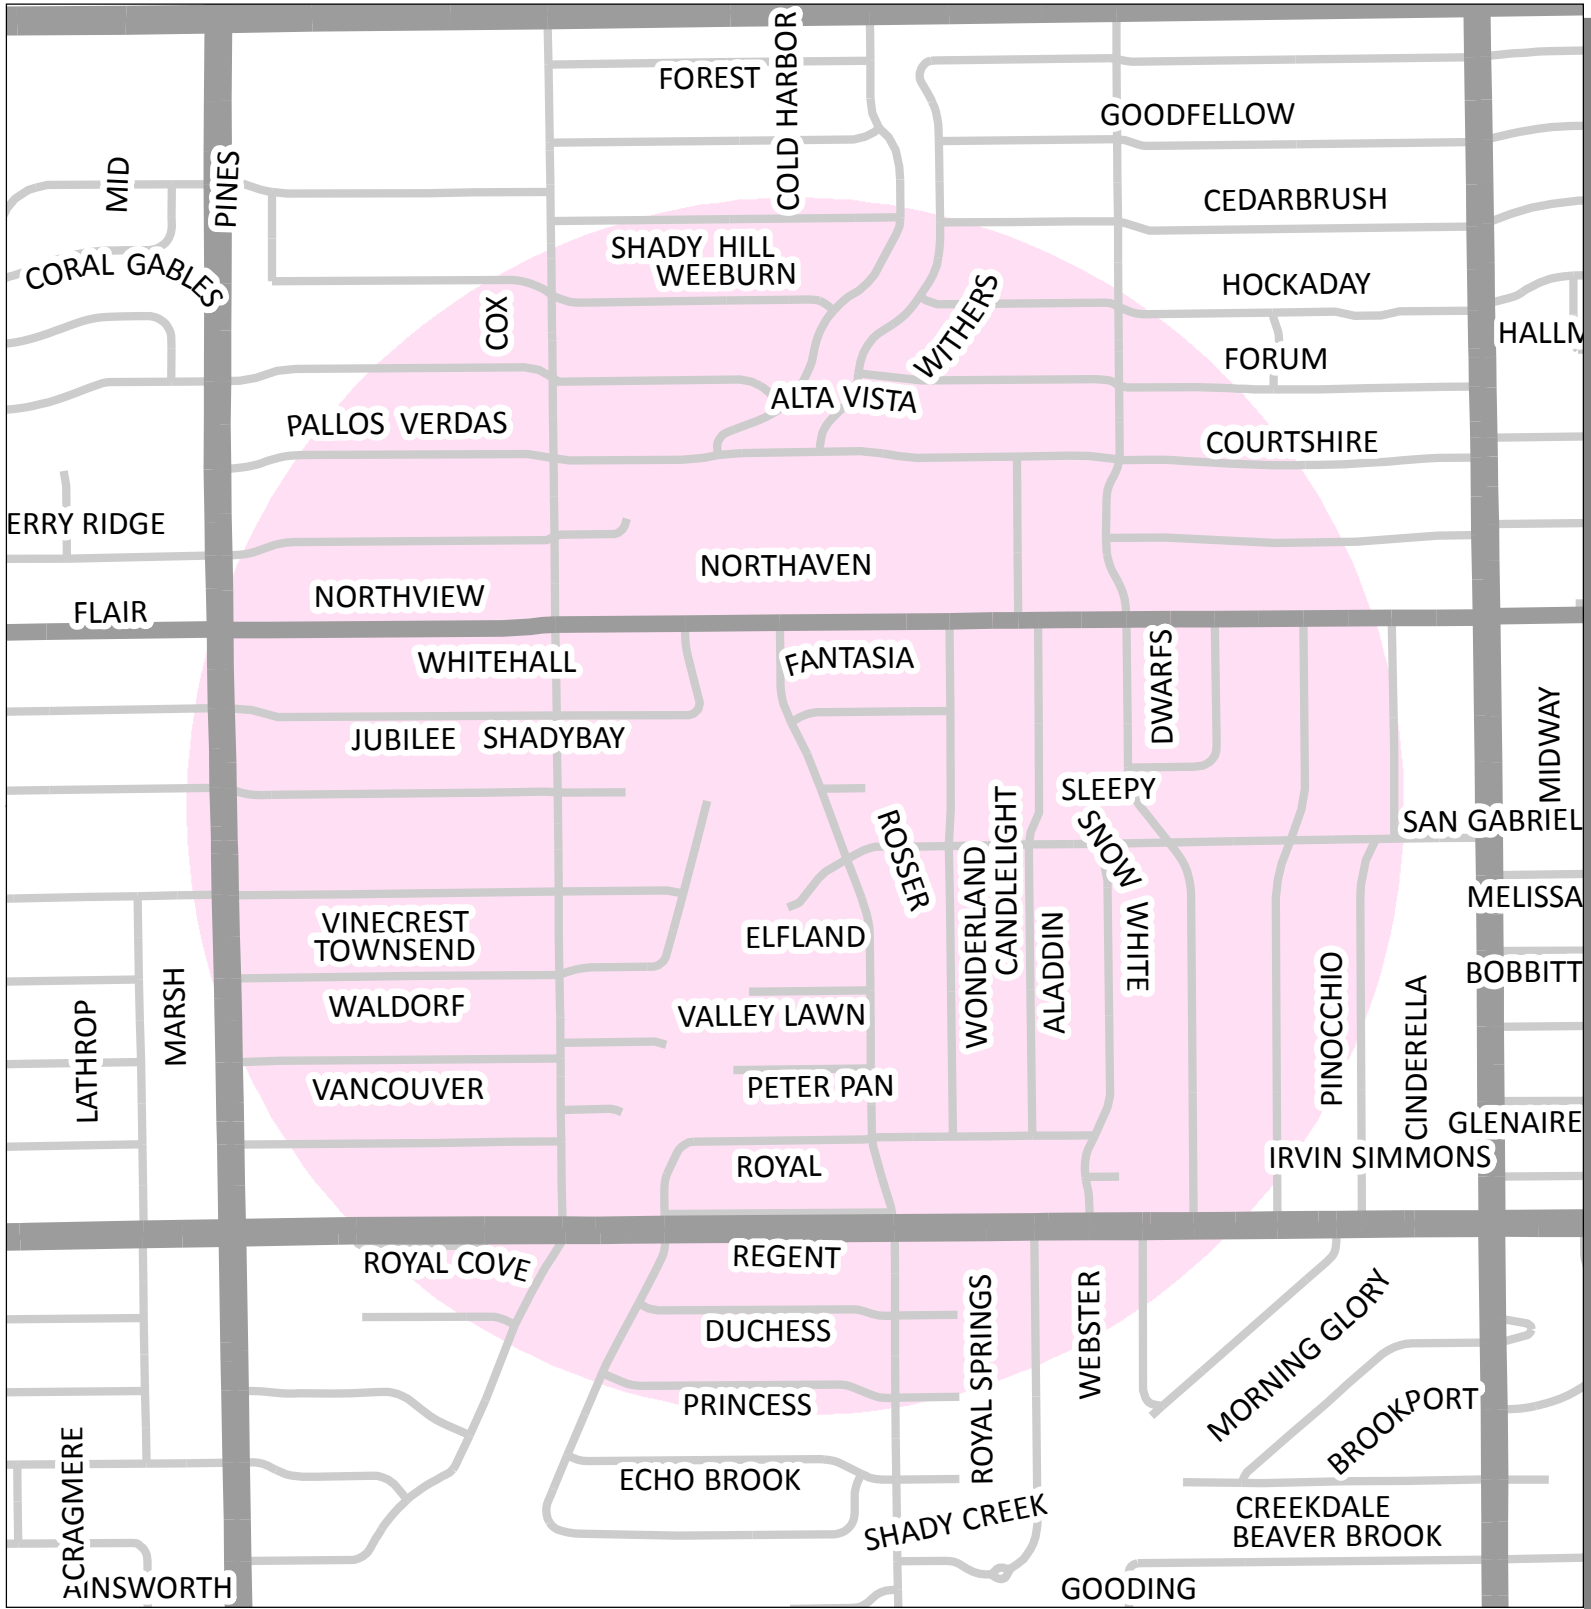 COLD HARBOR
FOREST
GOODFELLOW
MID
PINES
CEDARBRUSH
SHADY HILL
WEEBURN
CORAL GABLES
HOCKADAY
COX
WITHERS
HALLM
FORUM
ALTA VISTA
PALLOS VERDAS
COURTSHIRE
ERRY RIDGE
NORTHAVEN
NORTHVIEW
FLAIR
WHITEHALL
FANTASIA
DWARFS
MIDWAY
JUBILEE
SHADYBAY
SLEEPY
SAN GABRIEL
ROSSER
SNOW WHITE
CANDLELIGHT
WONDERLAND
MELISSA
VINECREST
TOWNSEND
ELFLAND
ALADDIN
BOBBITT
PINOCCHIO
CINDERELLA
MARSH
LATHROP
WALDORF
VALLEY LAWN
VANCOUVER
PETER PAN
GLENAIRE
ROYAL
IRVIN SIMMONS
ROYAL COVE
REGENT
ROYAL SPRINGS
WEBSTER
MORNING GLORY
DUCHESS
PRINCESS
BROOKPORT
CRAGMERE
ECHO BROOK
SHADY CREEK
CREEKDALE
BEAVER BROOK
AINSWORTH
GOODING